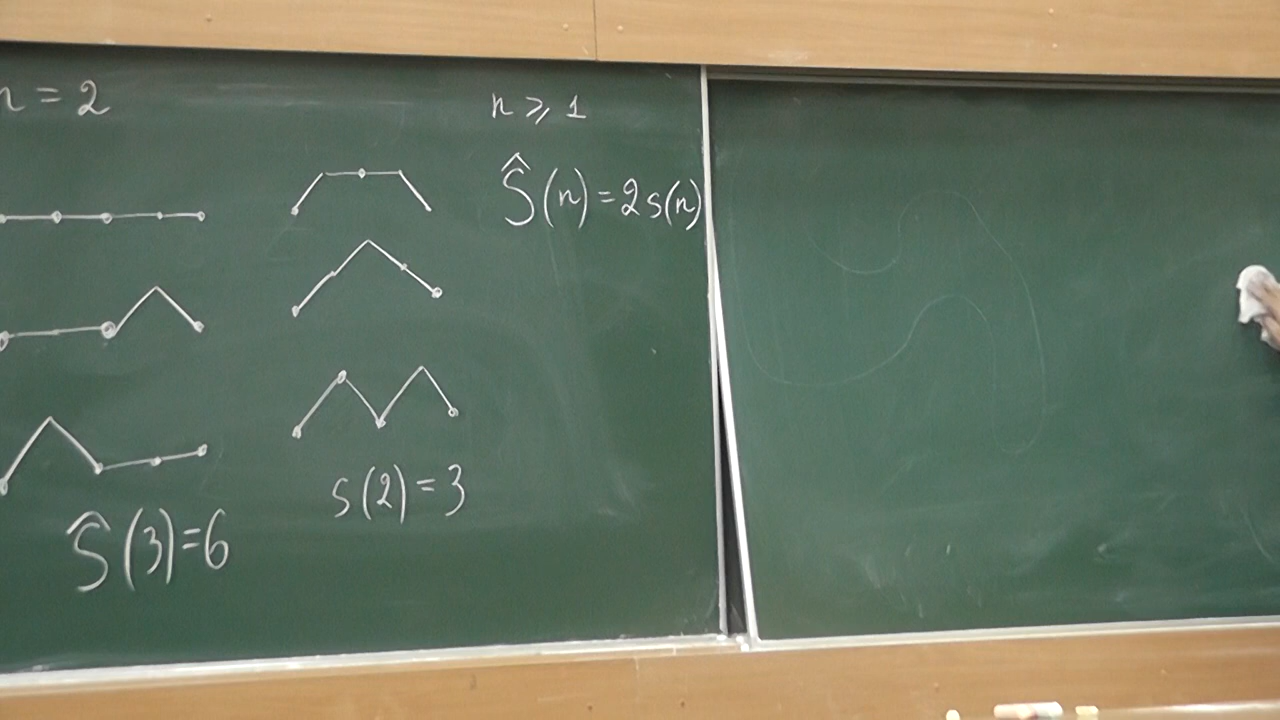 n = 2
n ⩾ 1
Ŝ(n) = 2s(n)
s(2) = 3
Ŝ(3) = 6